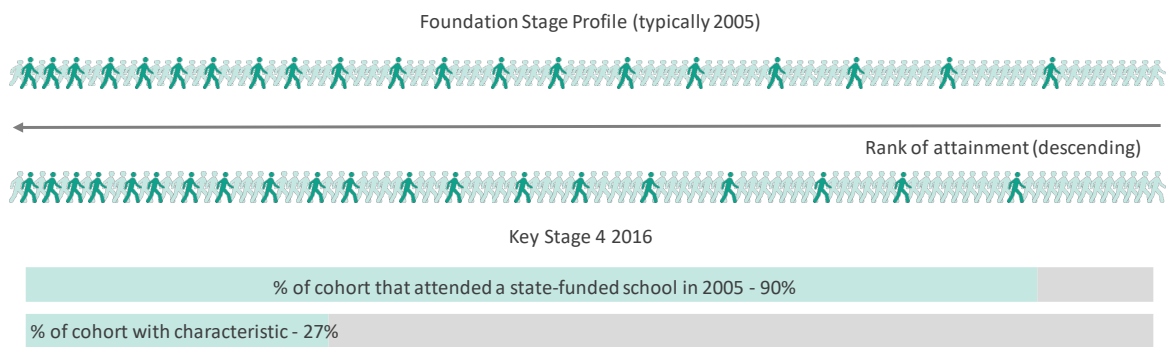 Foundation Stage Profile (typically 2005)
Rank of attainment (descending)
Key Stage 4 2016
% of cohort that attended a state-funded school in 2005 - 90%
% of cohort with characteristic - 27%